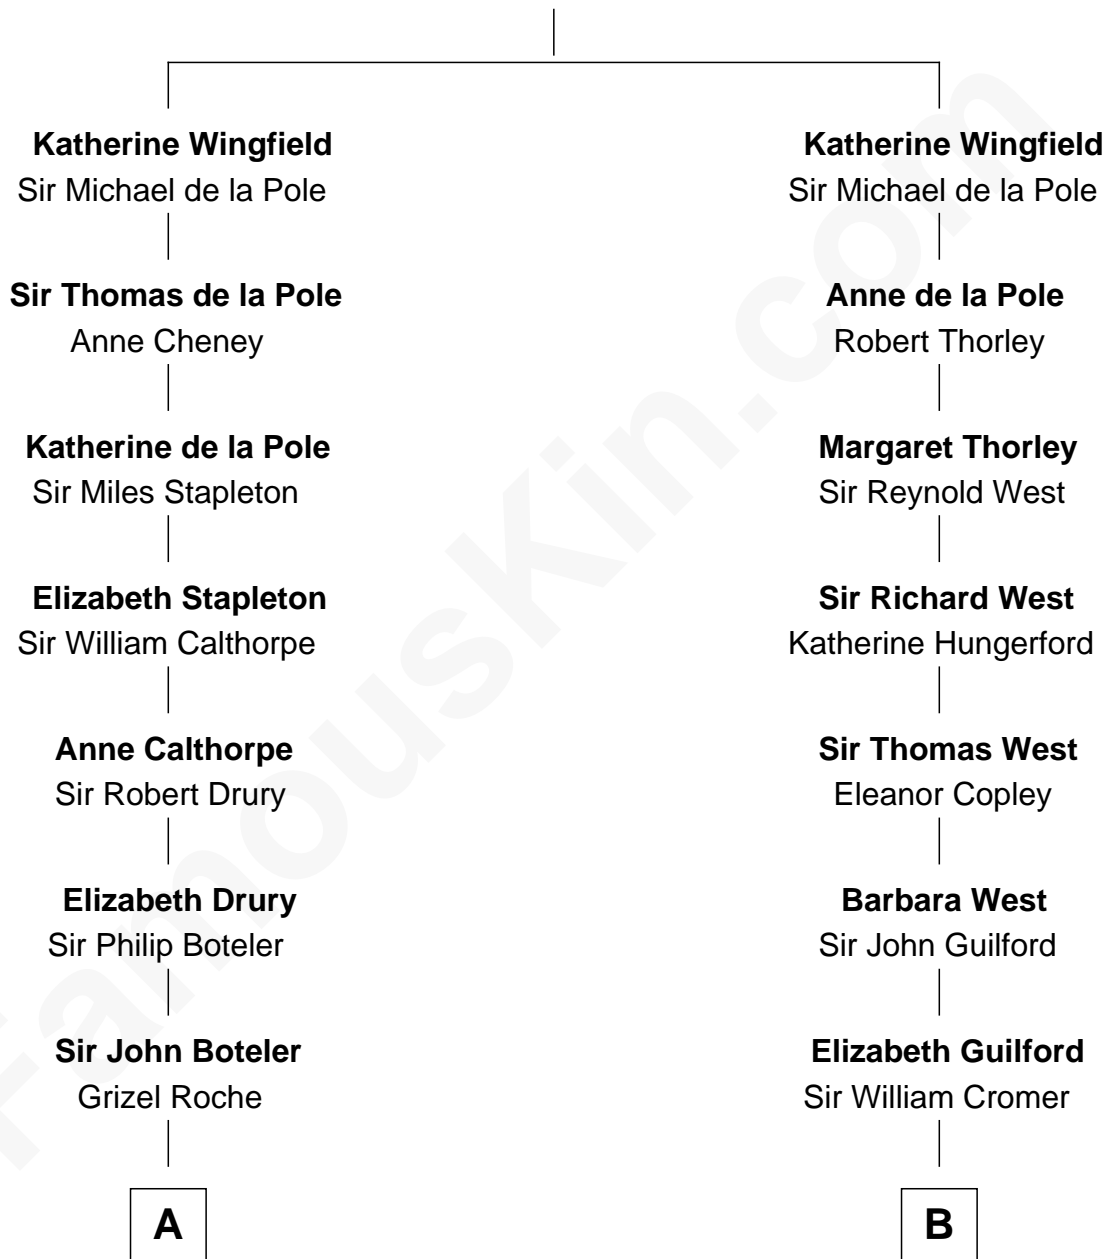 Katherine Wingfield
Sir Michael de la Pole
Sir Thomas de la Pole
Anne Cheney
Katherine de la Pole
Sir Miles Stapleton
Elizabeth Stapleton
Sir William Calthorpe
Anne Calthorpe
Sir Robert Drury
Elizabeth Drury
Sir Philip Boteler
Sir John Boteler
Grizel Roche
A
Katherine Wingfield
Sir Michael de la Pole
Anne de la Pole
Robert Thorley
Margaret Thorley
Sir Reynold West
Sir Richard West
Katherine Hungerford
Sir Thomas West
Eleanor Copley
Barbara West
Sir John Guilford
Elizabeth Guilford
Sir William Cromer
B
FamousKin.com